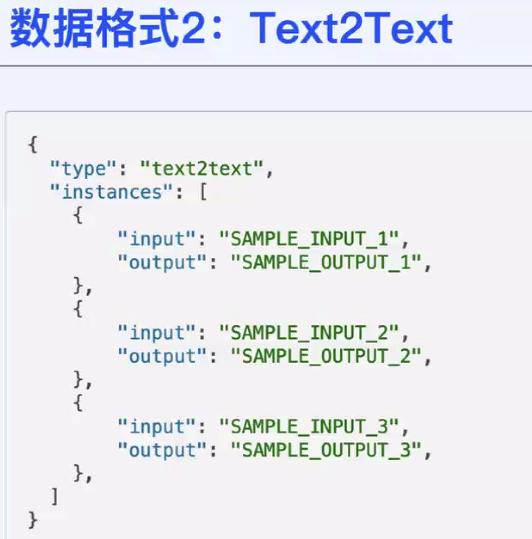 数据格式2：Text2Text
{
"type": "text2text",
"instances": [
{
"input": "SAMPLE_INPUT_1",
"output": "SAMPLE_OUTPUT_1",
},
{
"input": "SAMPLE_INPUT_2",
"output": "SAMPLE_OUTPUT_2",
},
{
"input": "SAMPLE_INPUT_3",
"output": "SAMPLE_OUTPUT_3",
},
]
}